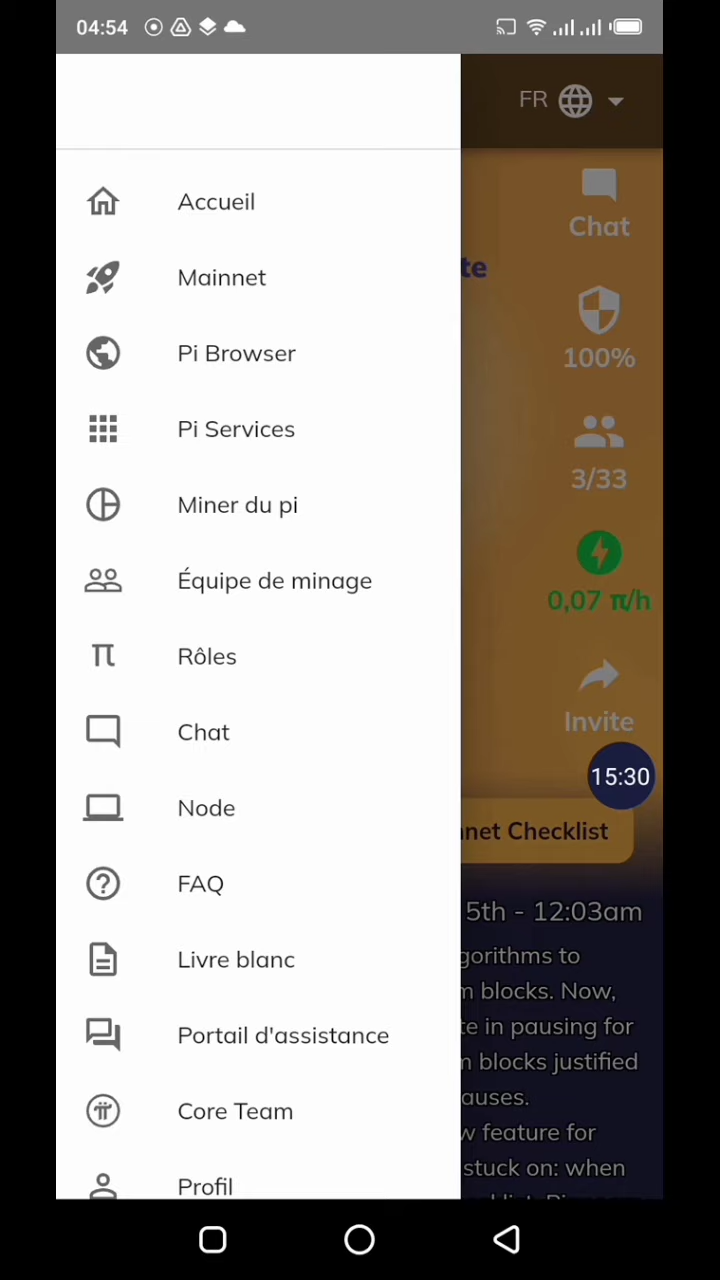 04:54
FR
Accueil
Mainnet
Pi Browser
Pi Services
Miner du pi
Équipe de minage
Rôles
Chat
Node
FAQ
Livre blanc
Portail d'assistance
Core Team
Profil
te
Chat
100%
3/33
0,07 π/h
Invite
15:30
nnet Checklist
5th - 12:03am
gorithms to
m blocks. Now,
te in pausing for
m blocks justified
auses.
w feature for
stuck on: when